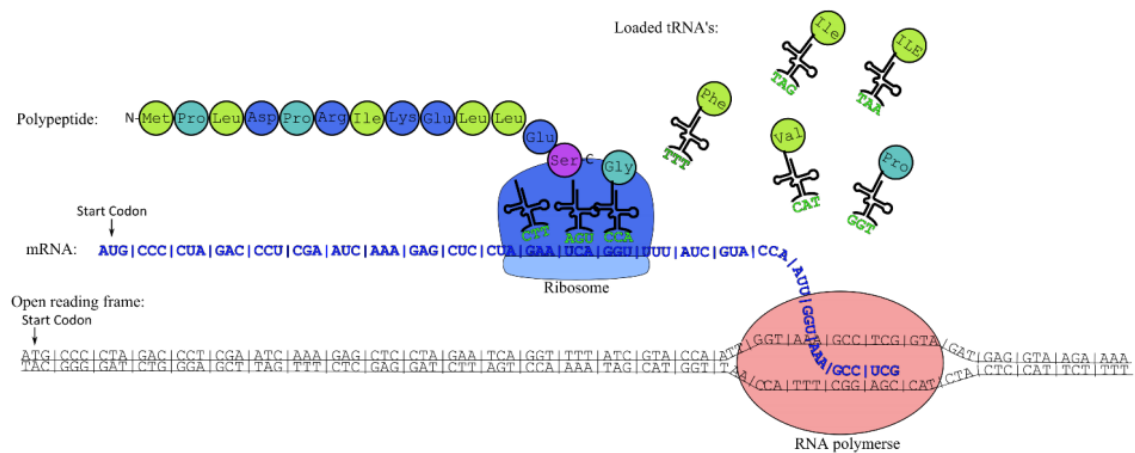 Loaded tRNA's:
Ile
ILE
TAG
TAA
Phe
Val
Pro
TTT
CAT
GGT
Polypeptide:
N-Met Pro Leu Asp Pro Arg Ile Lys Glu Leu Leu
Glu
Ser C Gly
CTT AGU CCA
Start Codon
mRNA: AUG|CCC|CUA|GAC|CCU|CGA|AUC|AAA|GAG|CUC|CUA|GAA|UCA|GGU|UUU|AUC|GUA|CCA|AUU|GGU|AAA|GCC|UCG
Ribosome
Open reading frame:
Start Codon
ATG|CCC|CTA|GAC|CCT|CGA|ATC|AAA|GAG|CTC|CTA|GAA|TCA|GGT|TTT|ATC|GTA|CCA|ATT|GGT|AAA|GCC|TCG|GTA|GAT|GAG|GTA|AGA|AAA
TAC|GGG|GAT|CTG|GGA|GCT|TAG|TTT|CTC|GAG|GAT|CTT|AGT|CCA|AAA|TAG|CAT|GGT|TAA|CCA|TTT|CGG|AGC|CAT|CTA|CTC|CAT|TCT|TTT
RNA polymerse